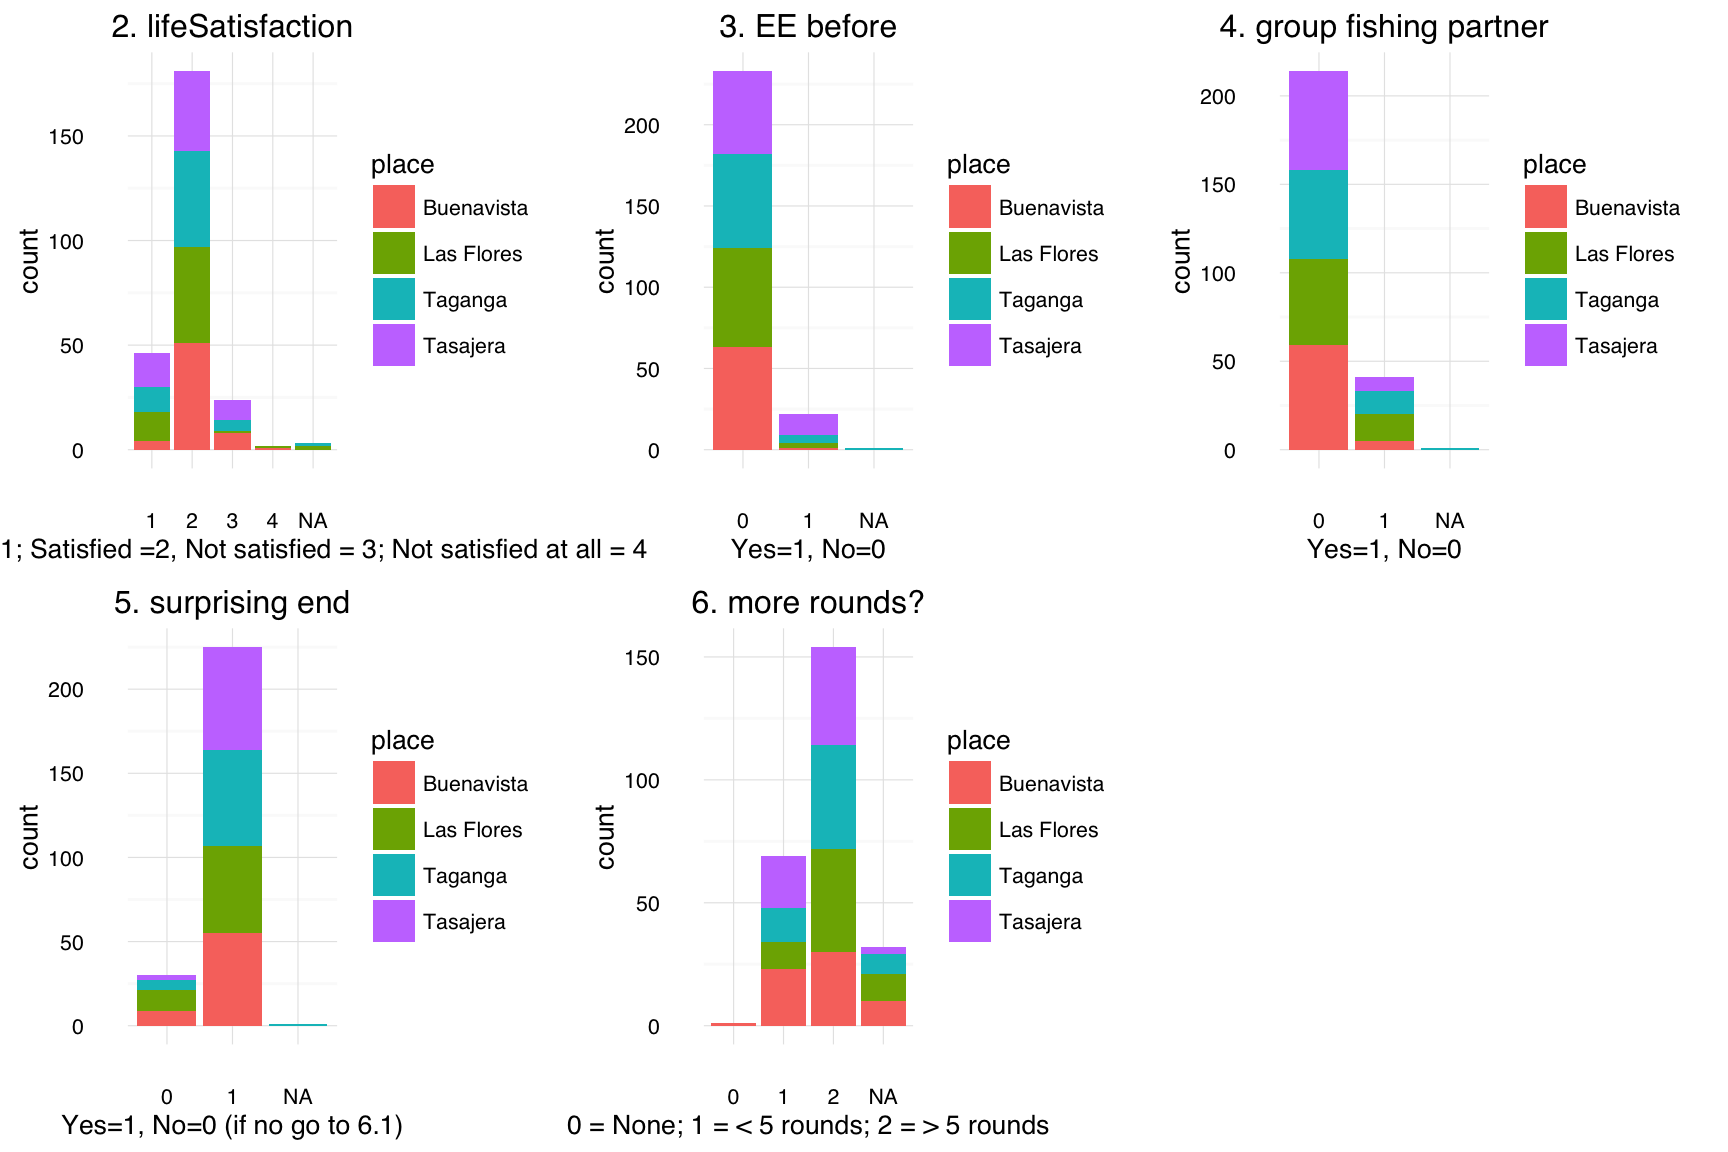 2. lifeSatisfaction
count
150
100
50
0
1 2 3 4 NA
1; Satisfied =2, Not satisfied = 3; Not satisfied at all = 4
place
Buenavista
Las Flores
Taganga
Tasajera
3. EE before
count
200
150
100
50
0
0 1 NA
Yes=1, No=0
place
Buenavista
Las Flores
Taganga
Tasajera
4. group fishing partner
count
200
150
100
50
0
0 1 NA
Yes=1, No=0
place
Buenavista
Las Flores
Taganga
Tasajera
5. surprising end
count
200
150
100
50
0
0 1 NA
Yes=1, No=0 (if no go to 6.1)
place
Buenavista
Las Flores
Taganga
Tasajera
6. more rounds?
count
150
100
50
0
0 1 2 NA
0 = None; 1 = < 5 rounds; 2 = > 5 rounds
place
Buenavista
Las Flores
Taganga
Tasajera